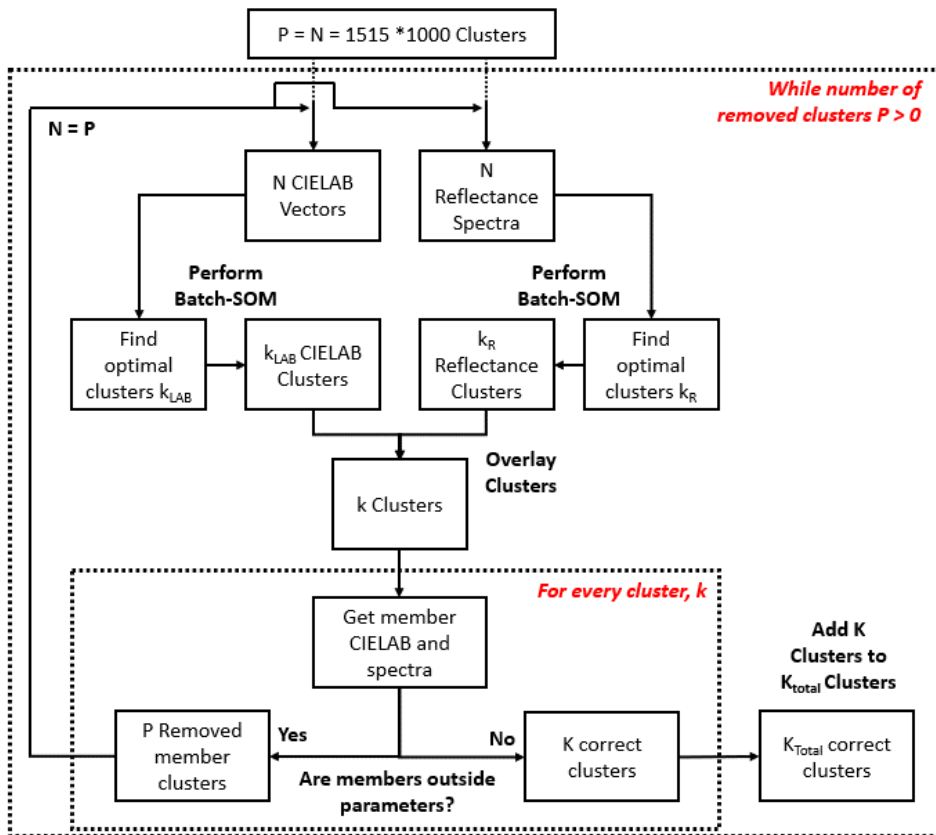 P = N = 1515 *1000 Clusters
While number of
removed clusters P > 0
N = P
N CIELAB
Vectors
N
Reflectance
Spectra
Perform
Batch-SOM
Perform
Batch-SOM
Find
optimal
clusters kLAB
kLAB CIELAB
Clusters
kR
Reflectance
Clusters
Find
optimal
clusters kR
Overlay
Clusters
k Clusters
For every cluster, k
Get member
CIELAB and
spectra
Add K
Clusters to
Ktotal Clusters
P Removed
member
clusters
Yes
No
Are members outside
parameters?
K correct
clusters
KTotal correct
clusters